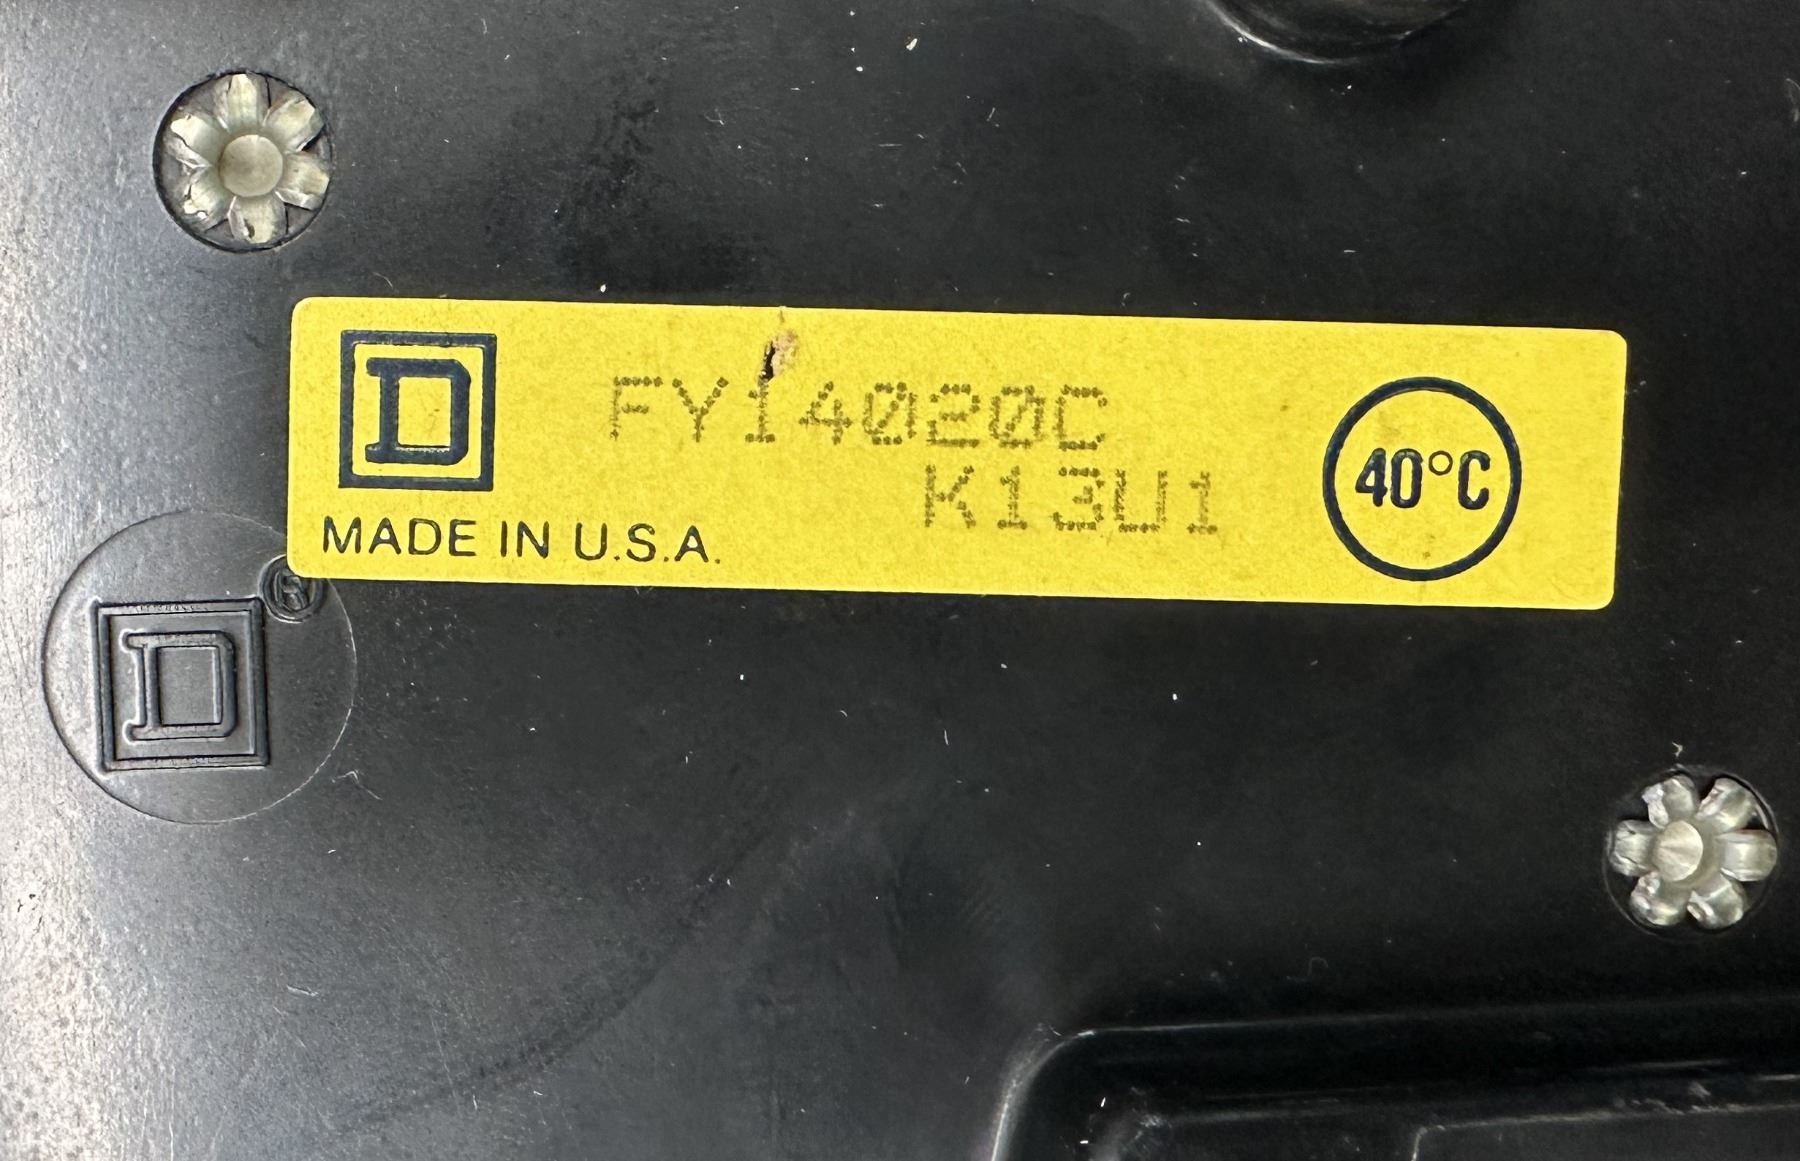 D
FY14020C
K13U1
40°C
MADE IN U.S.A.
®
D